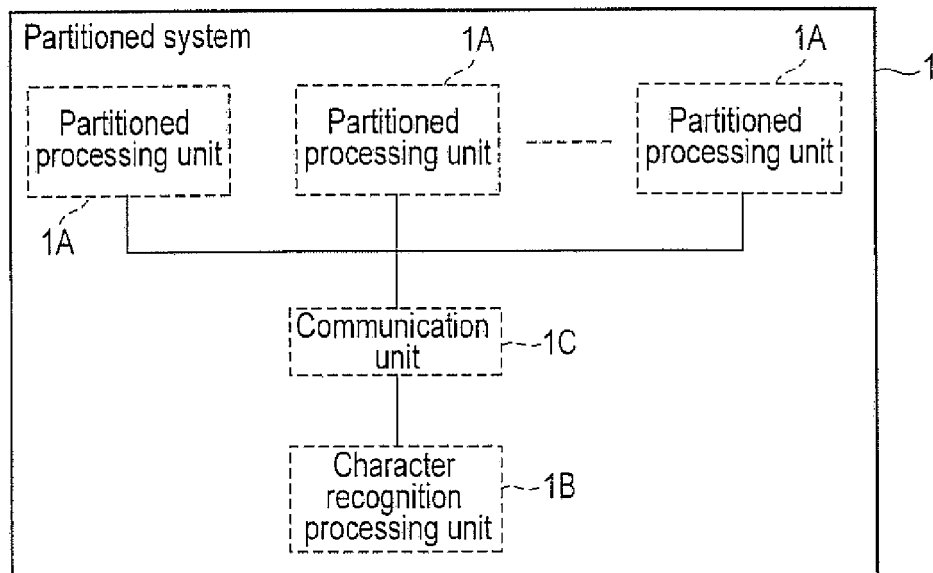 Partitioned system
1A
1A
1
Partitioned
processing unit
Partitioned
processing unit
Partitioned
processing unit
1A
Communication
unit
1C
Character
recognition
processing unit
1B